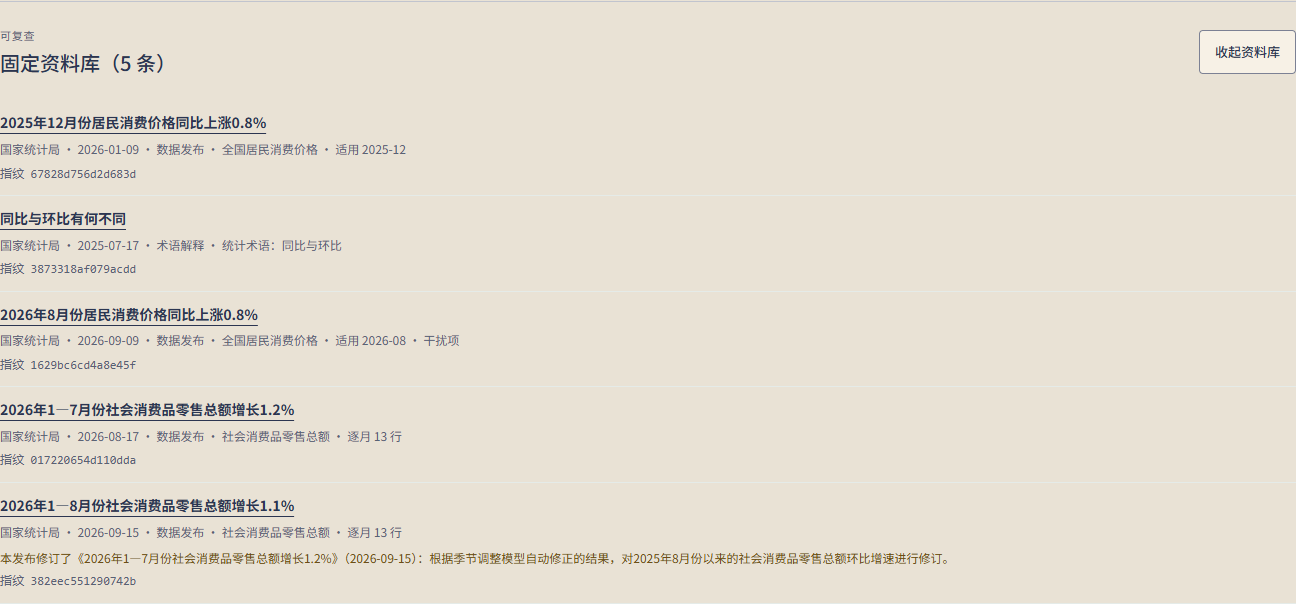 可复查
固定资料库（5 条）
收起资料库
2025年12月份居民消费价格同比上涨0.8%
国家统计局 · 2026-01-09 · 数据发布 · 全国居民消费价格 · 适用 2025-12
指纹 67828d756d2d683d
同比与环比有何不同
国家统计局 · 2025-07-17 · 术语解释 · 统计术语：同比与环比
指纹 3873318af079acdd
2026年8月份居民消费价格同比上涨0.8%
国家统计局 · 2026-09-09 · 数据发布 · 全国居民消费价格 · 适用 2026-08 · 干扰项
指纹 1629bc6cd4a8e45f
2026年1—7月份社会消费品零售总额增长1.2%
国家统计局 · 2026-08-17 · 数据发布 · 社会消费品零售总额 · 逐月 13 行
指纹 017220654d110dda
2026年1—8月份社会消费品零售总额增长1.1%
国家统计局 · 2026-09-15 · 数据发布 · 社会消费品零售总额 · 逐月 13 行
本发布修订了《2026年1—7月份社会消费品零售总额增长1.2%》（2026-09-15）：根据季节调整模型自动修正的结果，对2025年8月份以来的社会消费品零售总额环比增速进行修订。
指纹 382eec551290742b